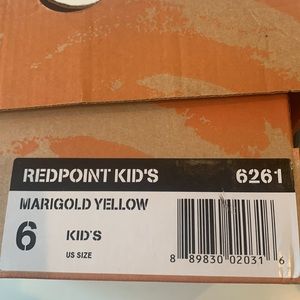 REDPOINT KID'S 6261
MARIGOLD YELLOW
6 KID'S
US SIZE
8 89830 02031 6